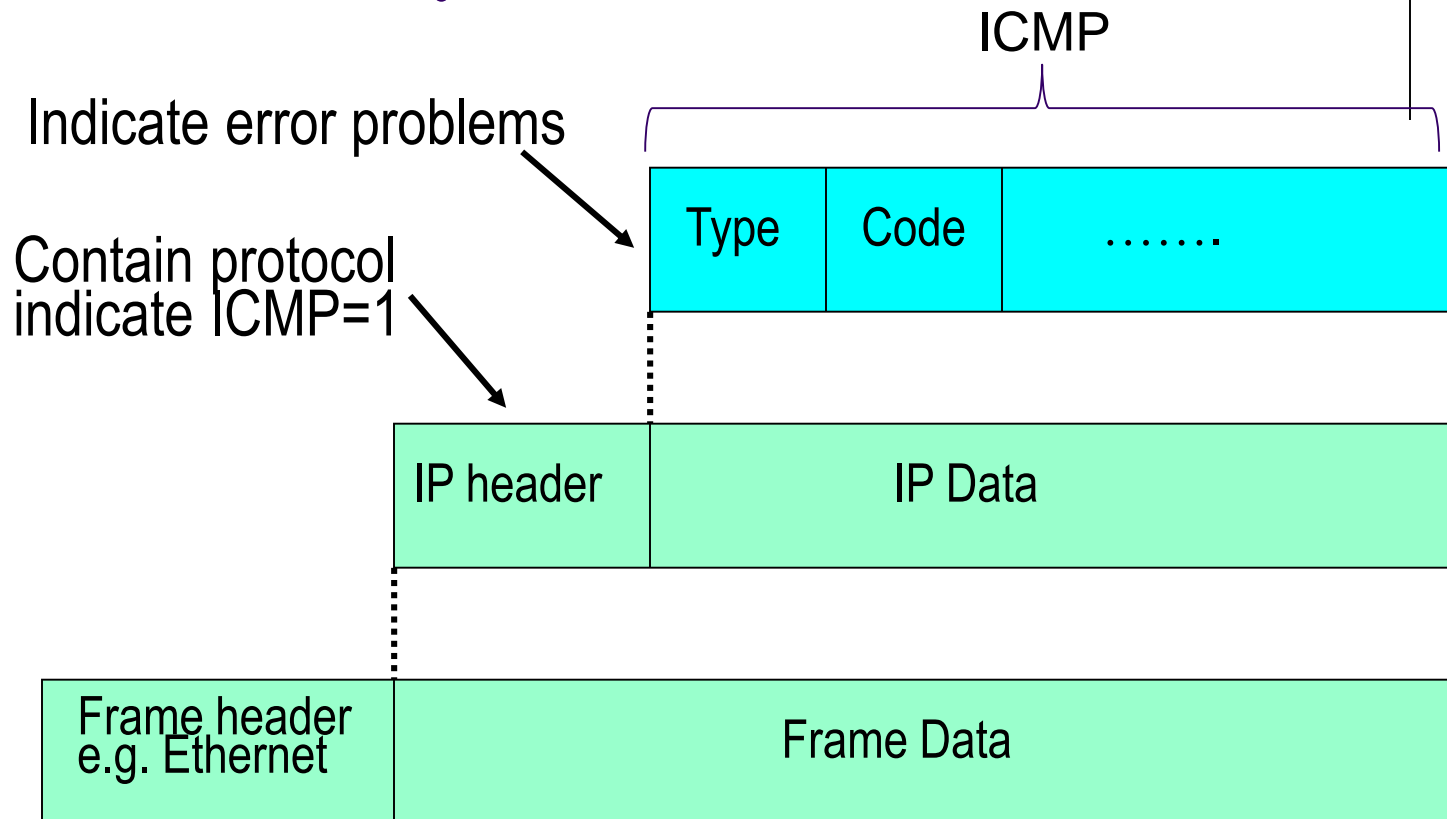 ICMP
Indicate error problems
Type
Code
…….
Contain protocol
indicate ICMP=1
IP header
IP Data
Frame header
e.g. Ethernet
Frame Data